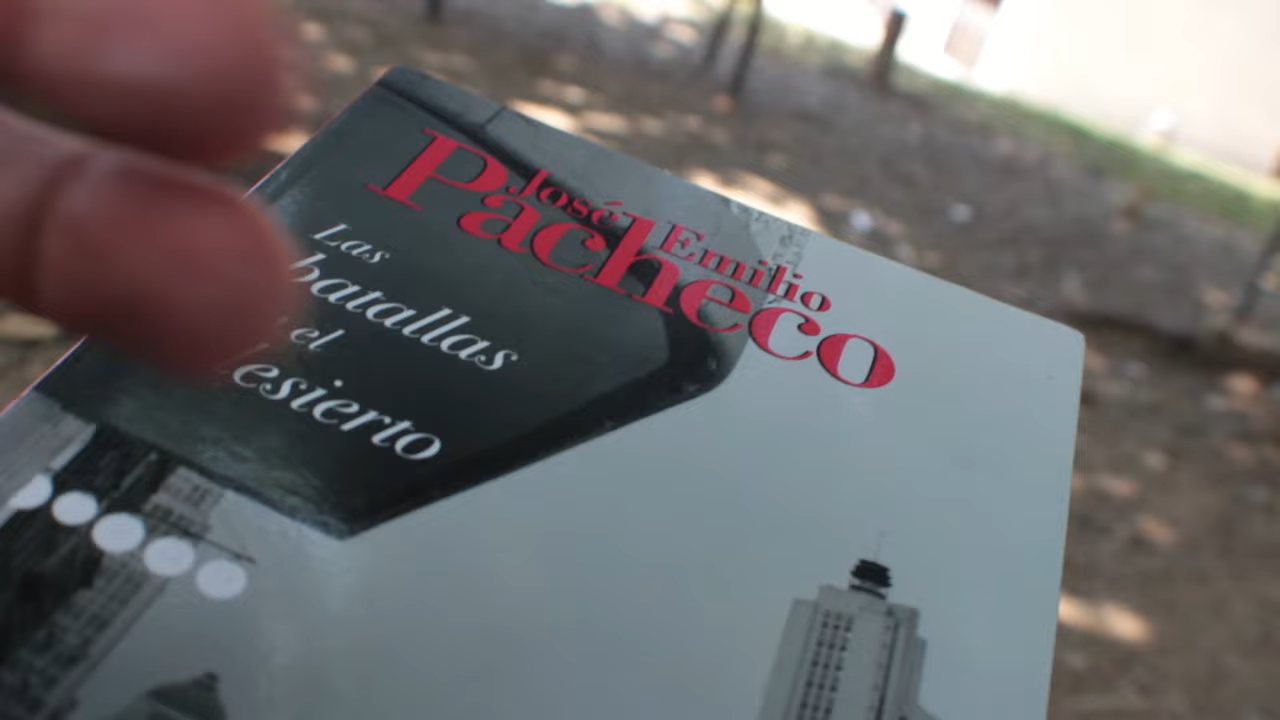 José Emilio
Pacheco
Las
batallas
el
esierto